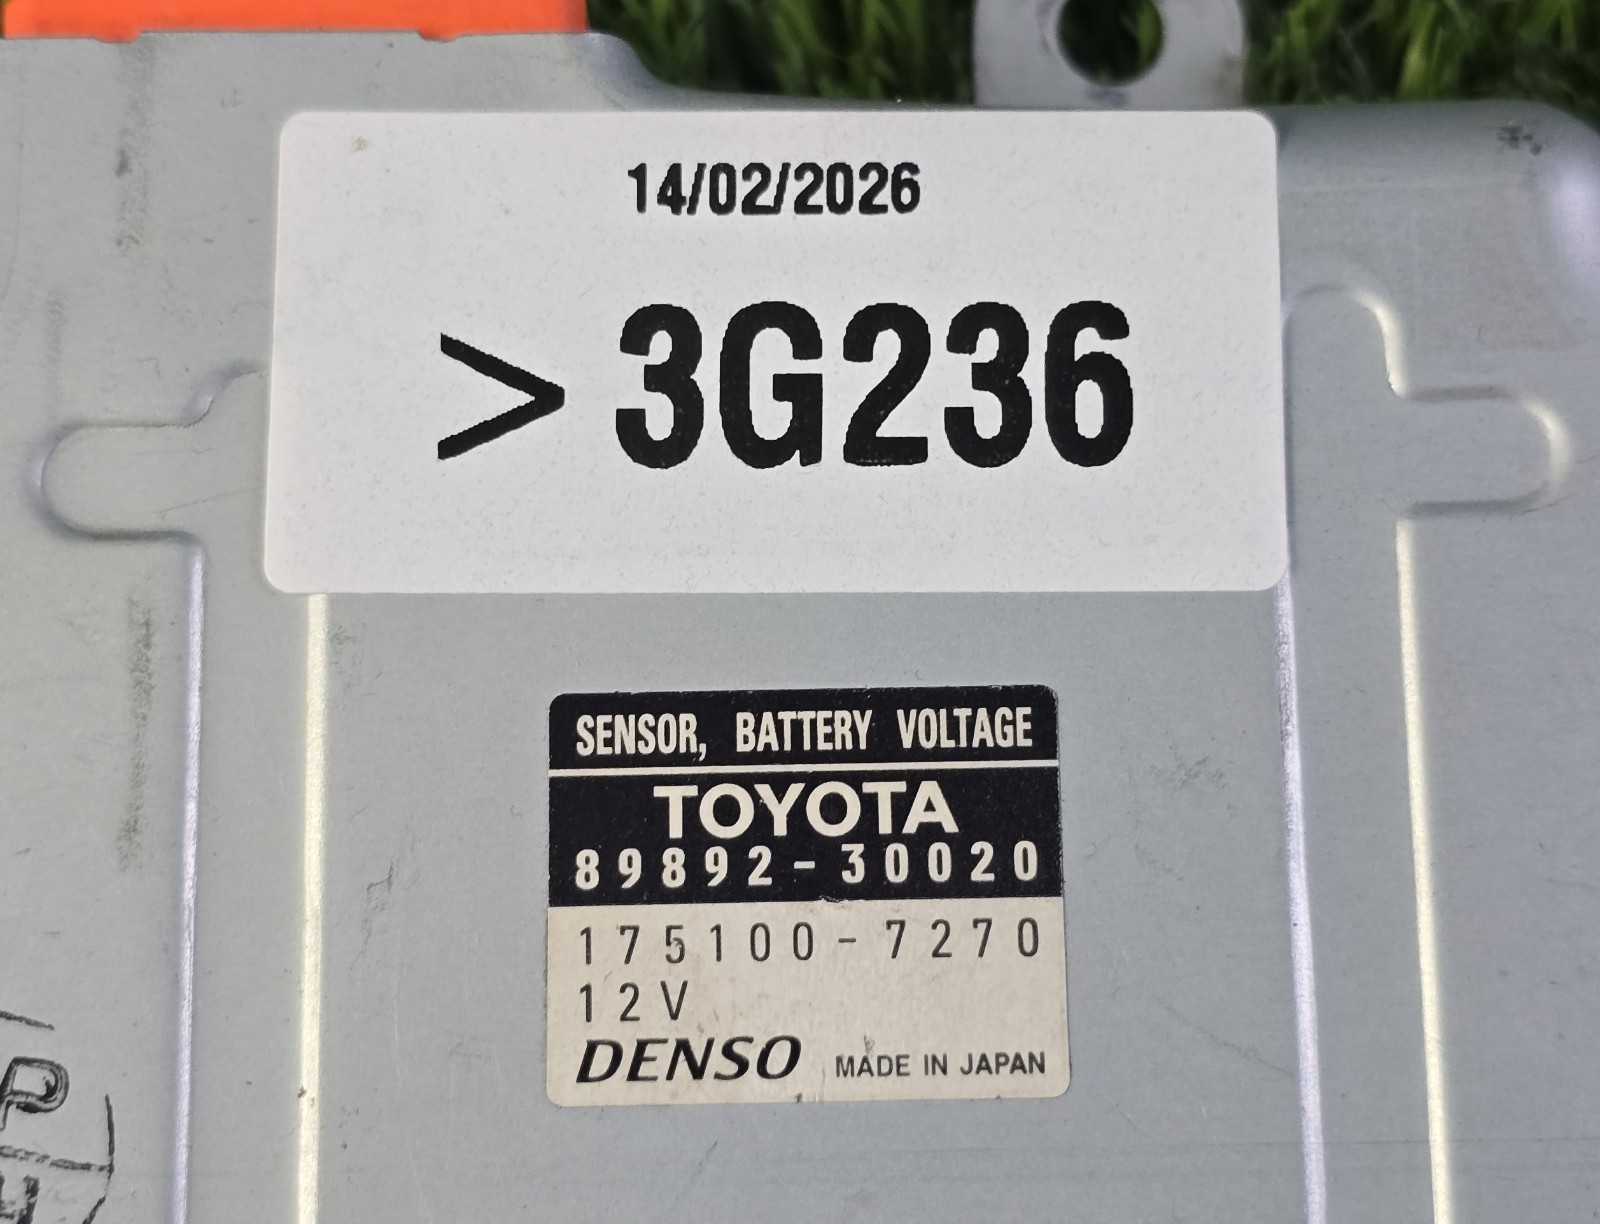 14/02/2026
> 3G236
SENSOR, BATTERY VOLTAGE
TOYOTA
89892-30020
175100-7270
12V
DENSO MADE IN JAPAN